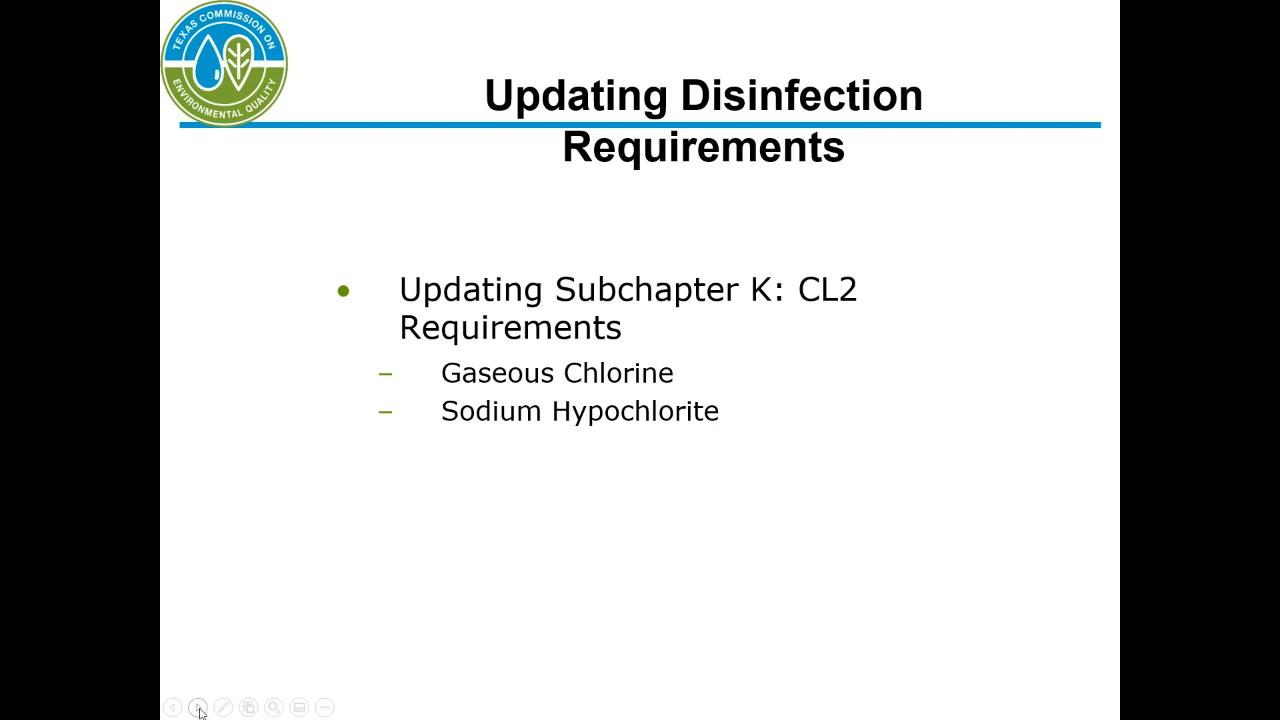 TEXAS COMMISSION ON
ENVIRONMENTAL QUALITY
Updating Disinfection
Requirements
• Updating Subchapter K: CL2
Requirements
– Gaseous Chlorine
– Sodium Hypochlorite